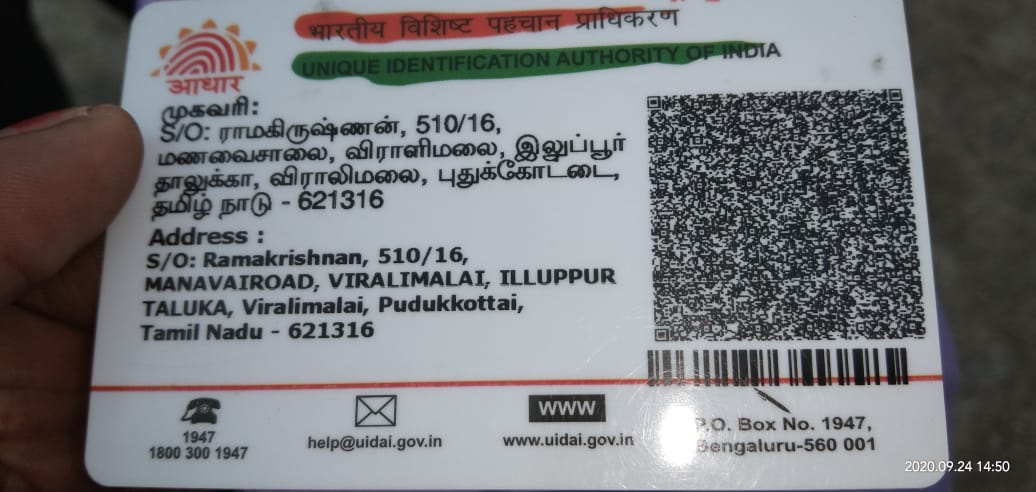 भारतीय विशिष्ट पहचान प्राधिकरण
UNIQUE IDENTIFICATION AUTHORITY OF INDIA
आधार
முகவரி:
S/O: ராமகிருஷ்ணன், 510/16,
மணவைசாலை, விராளிமலை, இலுப்பூர்
தாலுக்கா, விராலிமலை, புதுக்கோட்டை,
தமிழ் நாடு - 621316
Address :
S/O: Ramakrishnan, 510/16,
MANAVAIROAD, VIRALIMALAI, ILLUPPUR
TALUKA, Viralimalai, Pudukkottai,
Tamil Nadu - 621316
1947
1800 300 1947
help@uidai.gov.in
WWW
www.uidai.gov.in
P.O. Box No. 1947,
Bengaluru-560 001
2020.09.24 14:50